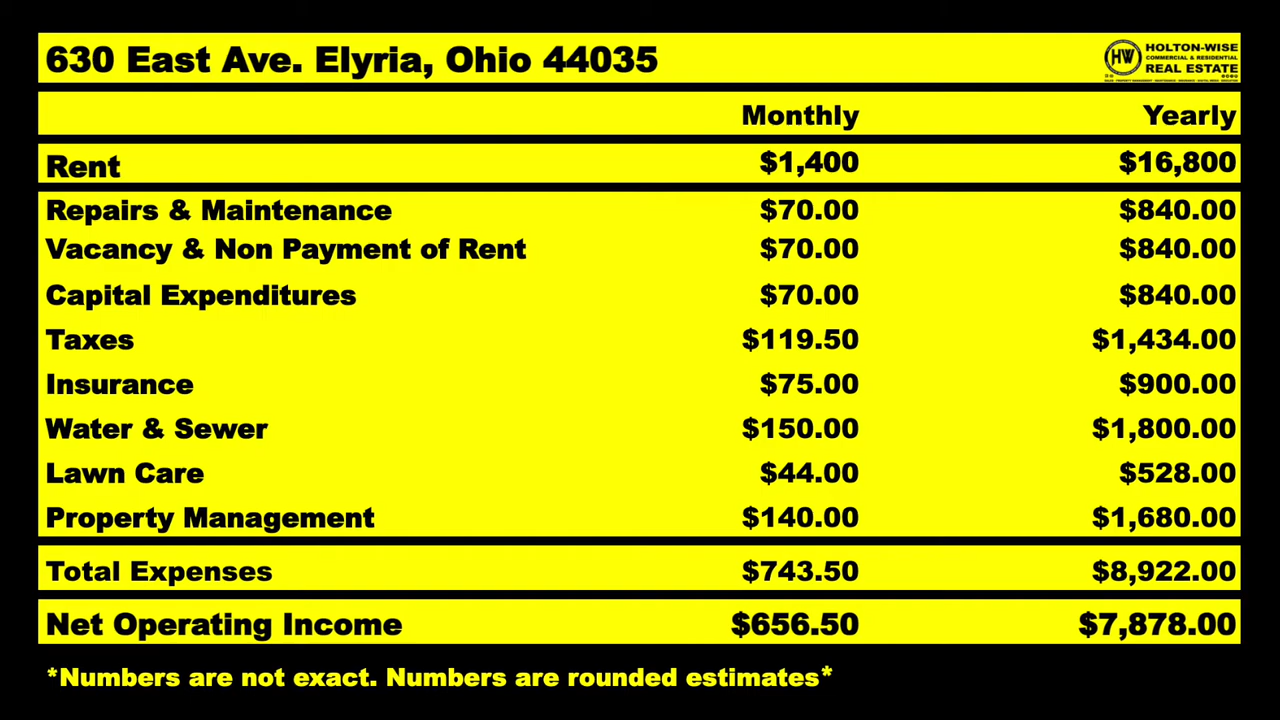 630 East Ave. Elyria, Ohio 44035
HW
HOLTON-WISE
COMMERCIAL & RESIDENTIAL
REAL ESTATE
Monthly Yearly
Rent $1,400 $16,800
Repairs & Maintenance $70.00 $840.00
Vacancy & Non Payment of Rent $70.00 $840.00
Capital Expenditures $70.00 $840.00
Taxes $119.50 $1,434.00
Insurance $75.00 $900.00
Water & Sewer $150.00 $1,800.00
Lawn Care $44.00 $528.00
Property Management $140.00 $1,680.00
Total Expenses $743.50 $8,922.00
Net Operating Income $656.50 $7,878.00
*Numbers are not exact. Numbers are rounded estimates*